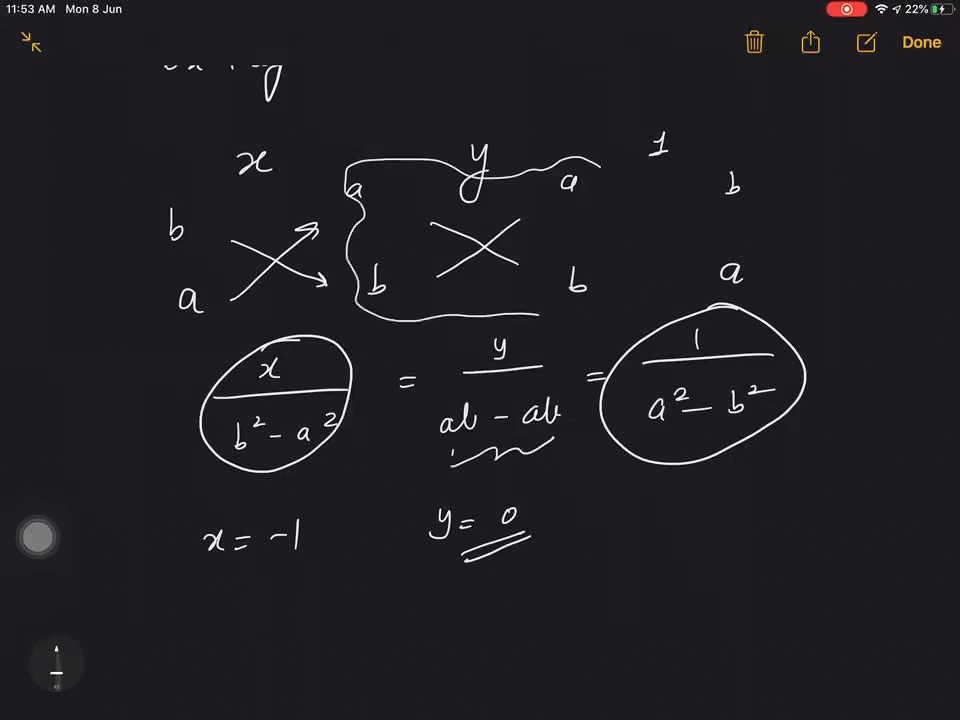 11:53 AM Mon 8 Jun 22%
Done
x y 1
a a b
b
b b a
a
x / (b² - a²) = y / (ab - ab) = 1 / (a² - b²)
x = -1 y = 0